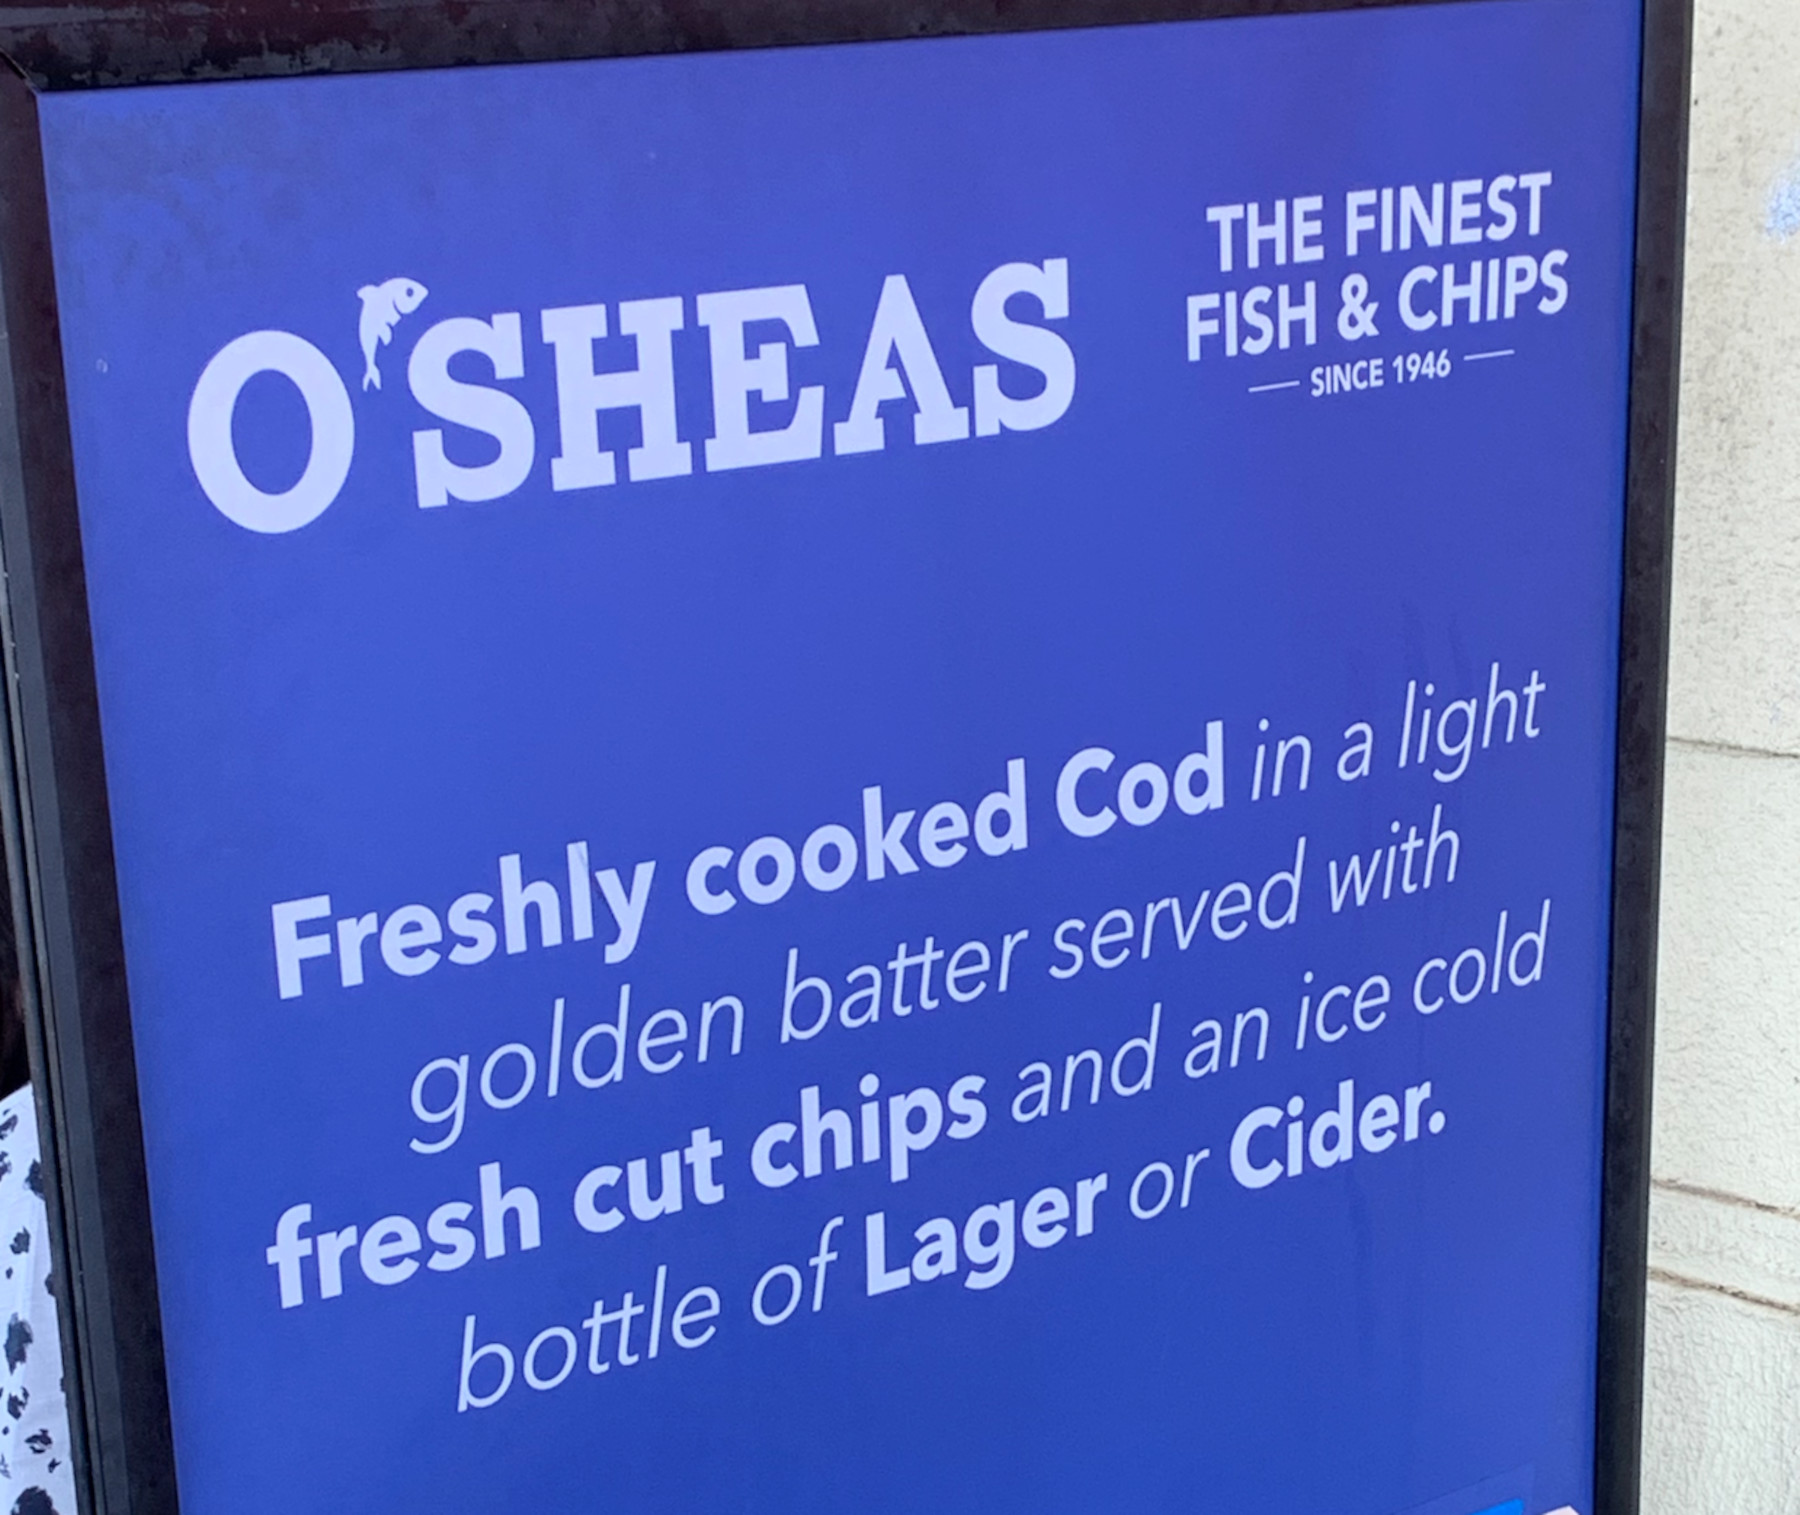 O'SHEAS
THE FINEST
FISH & CHIPS
SINCE 1946
Freshly cooked Cod in a light
golden batter served with
fresh cut chips and an ice cold
bottle of Lager or Cider.